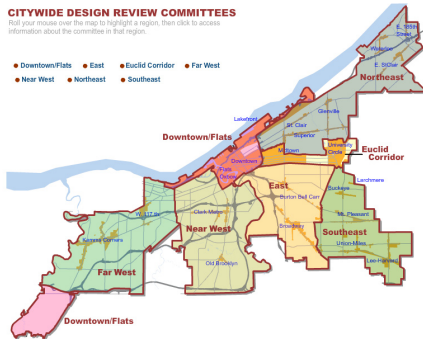 CITYWIDE DESIGN REVIEW COMMITTEES
Roll your mouse over the map to highlight a region, then click to access
information about the committee in that region.
Downtown/Flats East Euclid Corridor Far West
Near West Northeast Southeast
E. 185th
Street
Waterloo
E. St.Clair
Northeast
Glenville
Lakefront
St. Clair
Superior
Downtown/Flats
Midtown
University
Circle
Euclid
Corridor
Downtown
Flats
Oxbow
East
Larchmere
Buckeye
Burton Bell Carr
W. 117 th
Clark Metro
Mt. Pleasant
Near West
Broadway
Southeast
Kamms Corners
Union-Miles
Far West
Old Brooklyn
Lee-Harvard
Downtown/Flats